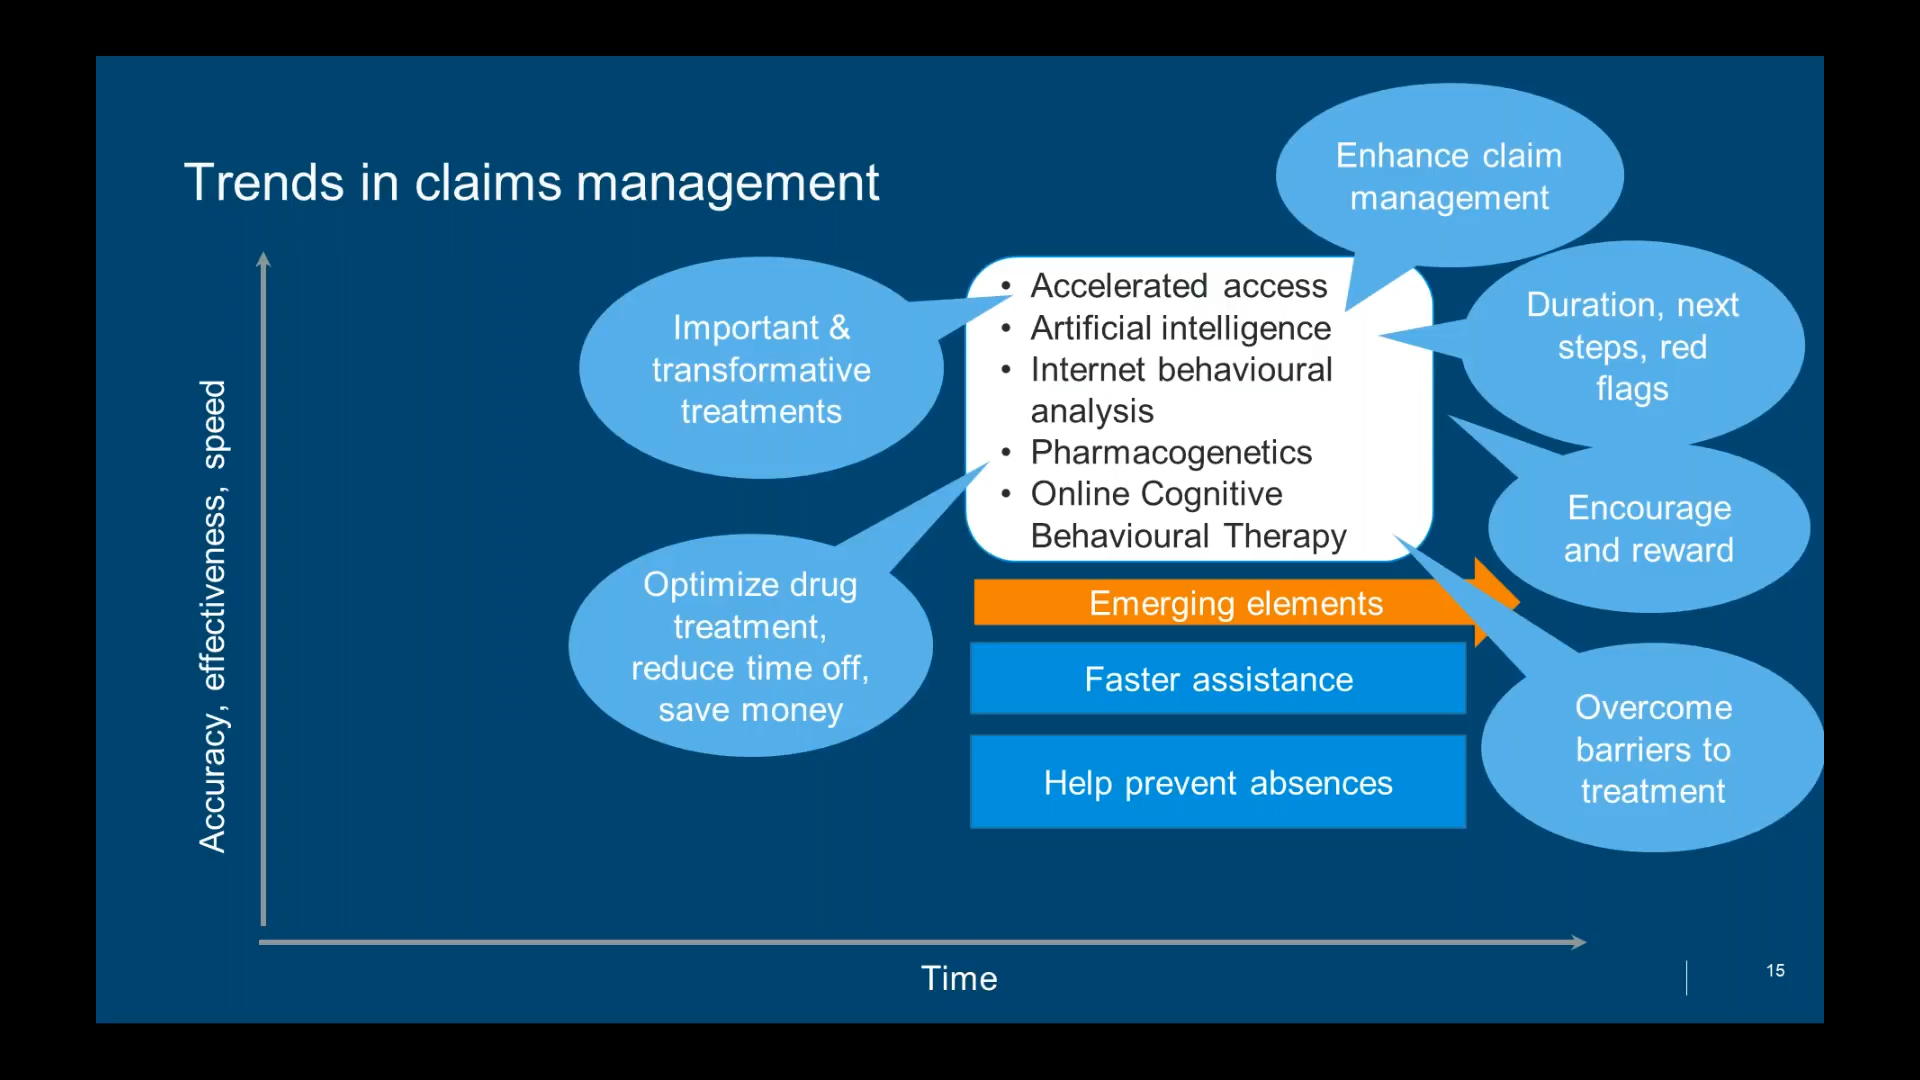 Trends in claims management
Enhance claim
management
Important &
transformative
treatments
• Accelerated access
• Artificial intelligence
• Internet behavioural
analysis
• Pharmacogenetics
• Online Cognitive
Behavioural Therapy
Duration, next
steps, red
flags
Encourage
and reward
Optimize drug
treatment,
reduce time off,
save money
Emerging elements
Faster assistance
Help prevent absences
Overcome
barriers to
treatment
Accuracy, effectiveness, speed
Time
15